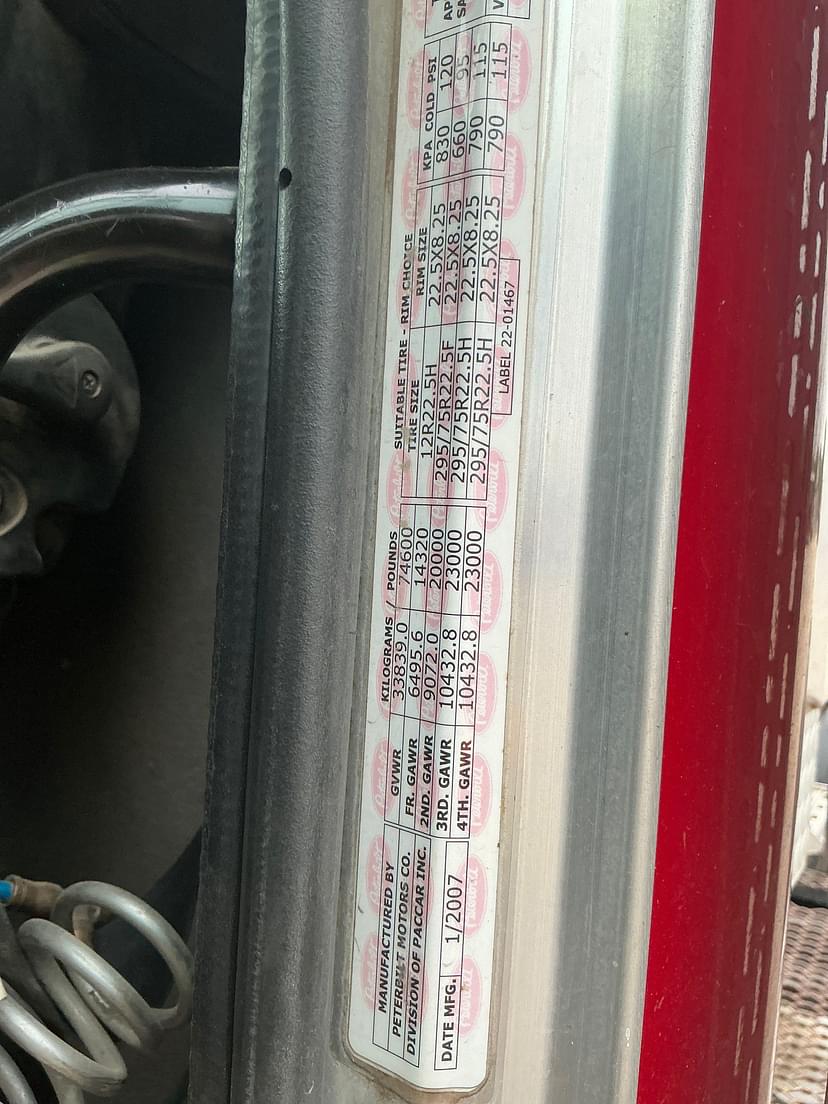 MANUFACTURED BY
PETERBILT MOTORS CO.
DIVISION OF PACCAR INC.
DATE MFG. 1/2007
KILOGRAMS / POUNDS
GVWR 33839.0 74600
FR. GAWR 6495.6 14320
2ND. GAWR 9072.0 20000
3RD. GAWR 10432.8 23000
4TH. GAWR 10432.8 23000
SUITABLE TIRE - RIM CHOICE
TIRE SIZE RIM SIZE KPA COLD PSI
12R22.5H 22.5X8.25 830 120
295/75R22.5F 22.5X8.25 660 95
295/75R22.5H 22.5X8.25 790 115
295/75R22.5H 22.5X8.25 790 115
LABEL 22-01467